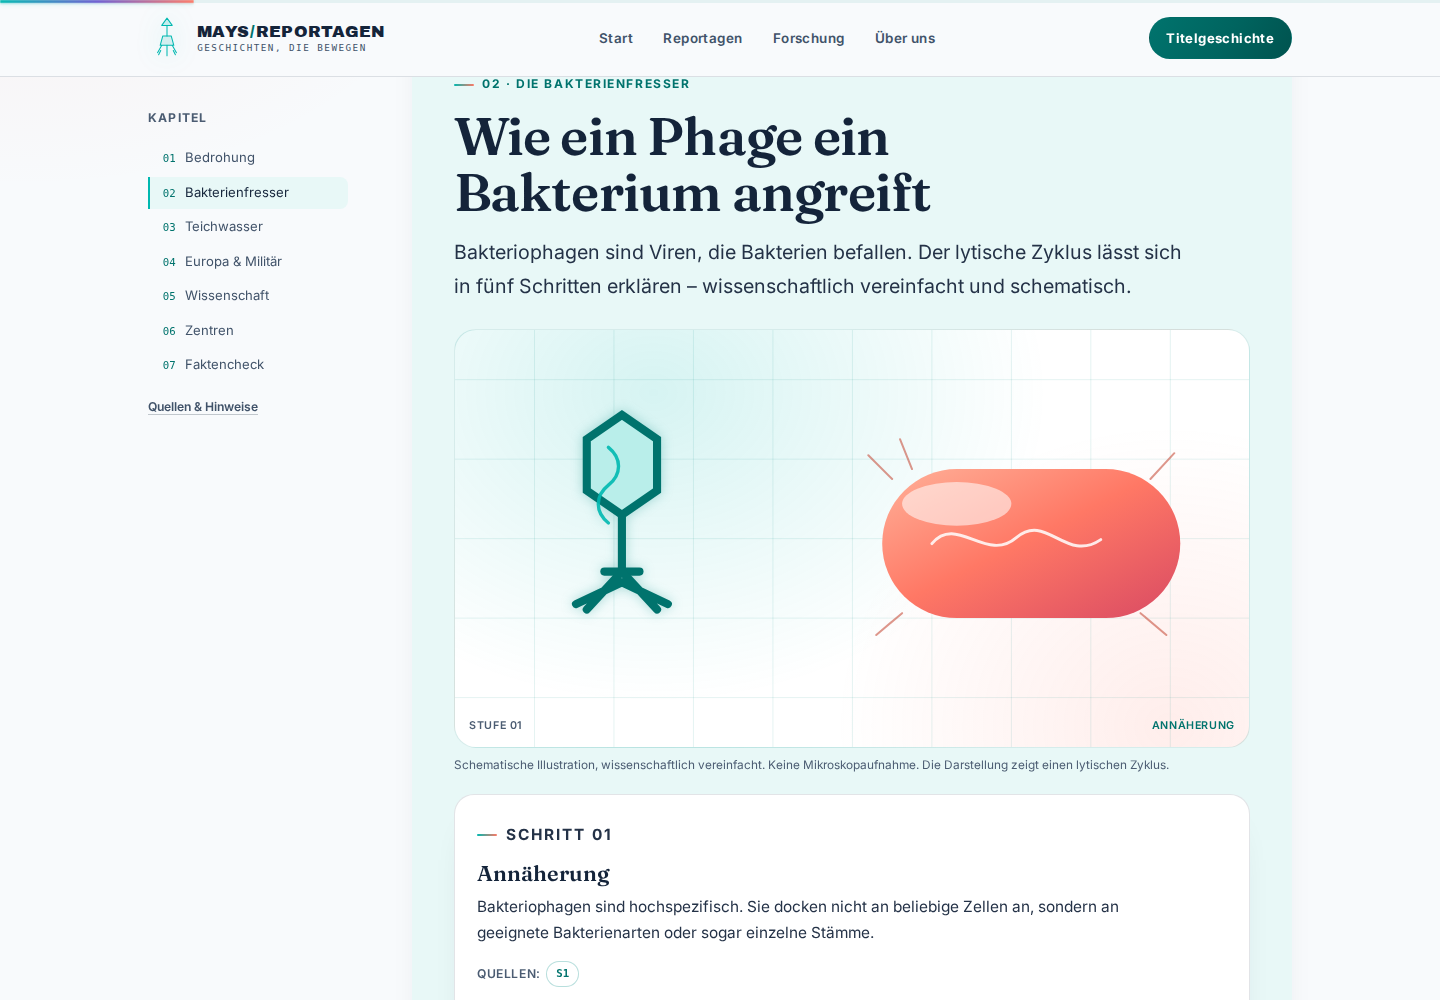 MAYS/REPORTAGEN
GESCHICHTEN, DIE BEWEGEN
Start
Reportagen
Forschung
Über uns
Titelgeschichte
KAPITEL
01 Bedrohung
02 Bakterienfresser
03 Teichwasser
04 Europa & Militär
05 Wissenschaft
06 Zentren
07 Faktencheck
Quellen & Hinweise
02 · DIE BAKTERIENFRESSER
Wie ein Phage ein
Bakterium angreift
Bakteriophagen sind Viren, die Bakterien befallen. Der lytische Zyklus lässt sich
in fünf Schritten erklären – wissenschaftlich vereinfacht und schematisch.
STUFE 01
ANNÄHERUNG
Schematische Illustration, wissenschaftlich vereinfacht. Keine Mikroskopaufnahme. Die Darstellung zeigt einen lytischen Zyklus.
SCHRITT 01
Annäherung
Bakteriophagen sind hochspezifisch. Sie docken nicht an beliebige Zellen an, sondern an
geeignete Bakterienarten oder sogar einzelne Stämme.
QUELLEN: S1